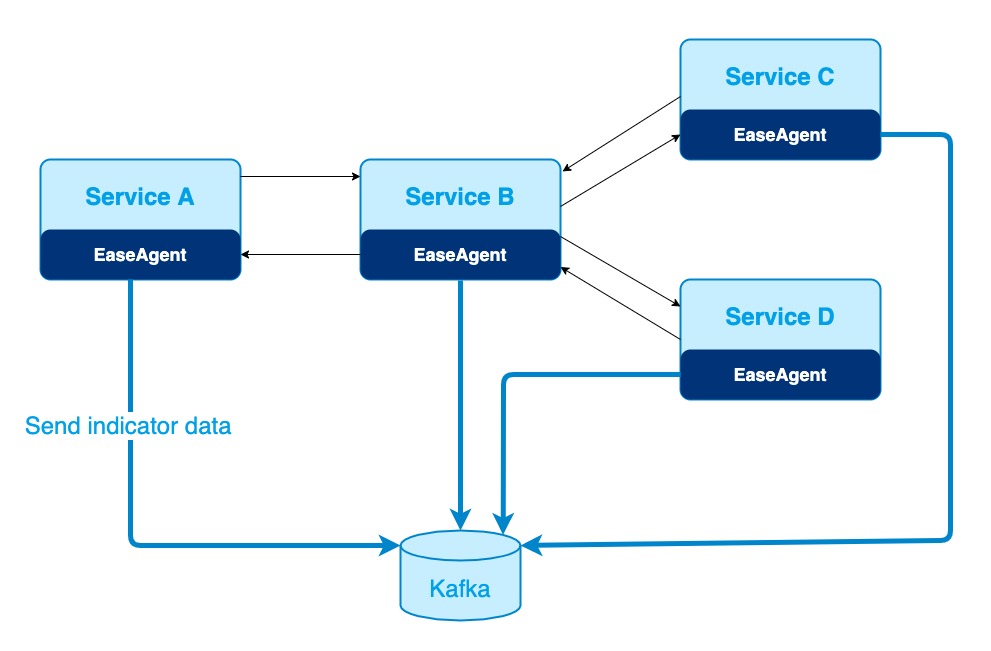 Service C
EaseAgent
Service A
EaseAgent
Service B
EaseAgent
Service D
EaseAgent
Send indicator data
Kafka